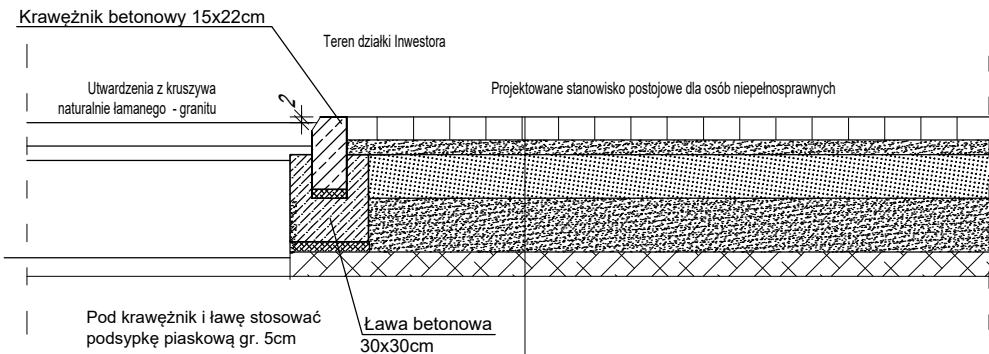 Krawężnik betonowy 15x22cm
Teren działki Inwestora
Utwardzenia z kruszywa
naturalnie łamanego - granitu
Projektowane stanowisko postojowe dla osób niepełnosprawnych
2
Pod krawężnik i ławę stosować
podsypkę piaskową gr. 5cm
Ława betonowa
30x30cm